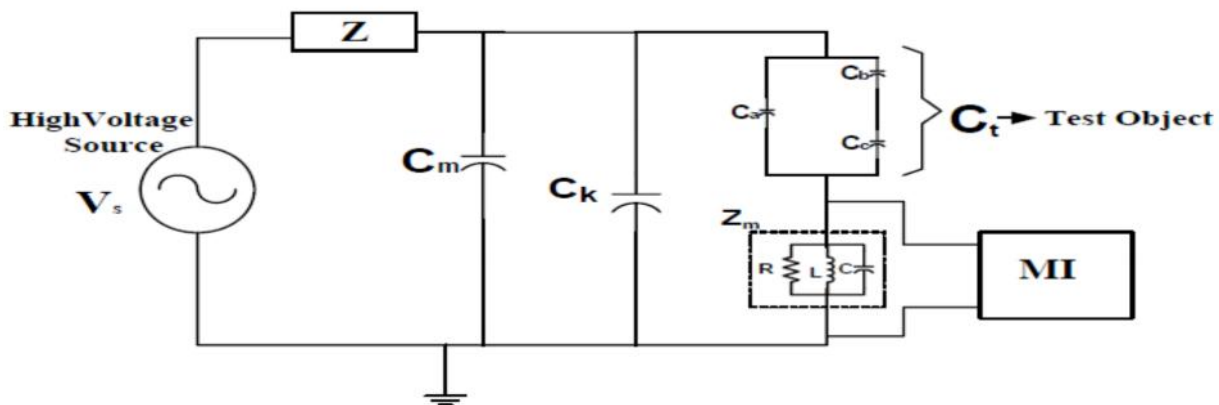 Z
HighVoltage
Source
Vs
Cm
Ck
Ca
Cb
Cc
Ct → Test Object
Zm
R
L
C
MI